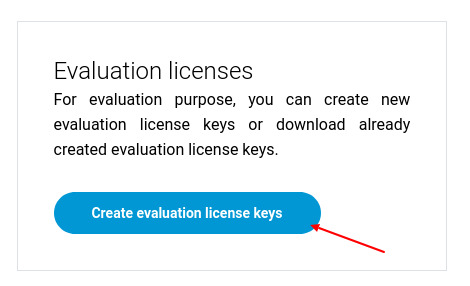 Evaluation licenses
For evaluation purpose, you can create new
evaluation license keys or download already
created evaluation license keys.
Create evaluation license keys